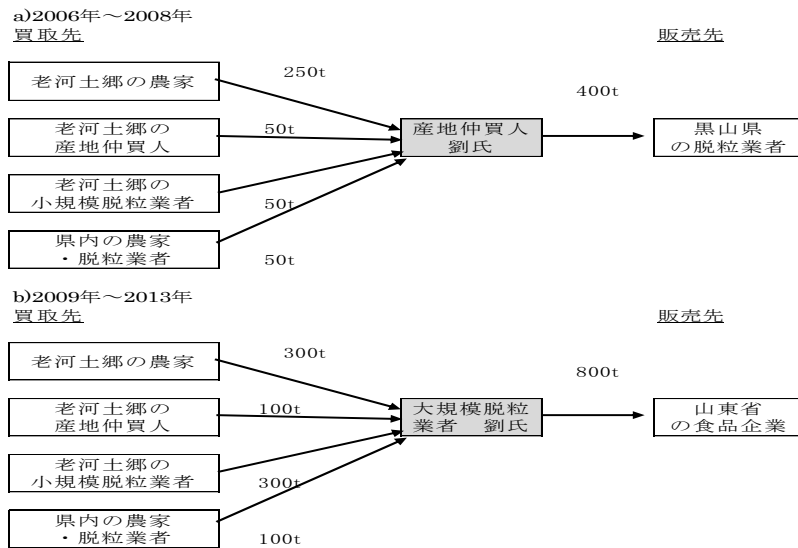 a)2006年～2008年
買取先
販売先
老河土郷の農家
250t
400t
老河土郷の
産地仲買人
50t
産地仲買人
劉氏
黒山県
の脱粒業者
老河土郷の
小規模脱粒業者
50t
県内の農家
・脱粒業者
50t
b)2009年～2013年
買取先
販売先
老河土郷の農家
300t
800t
老河土郷の
産地仲買人
100t
大規模脱粒
業者　劉氏
山東省
の食品企業
老河土郷の
小規模脱粒業者
300t
県内の農家
・脱粒業者
100t